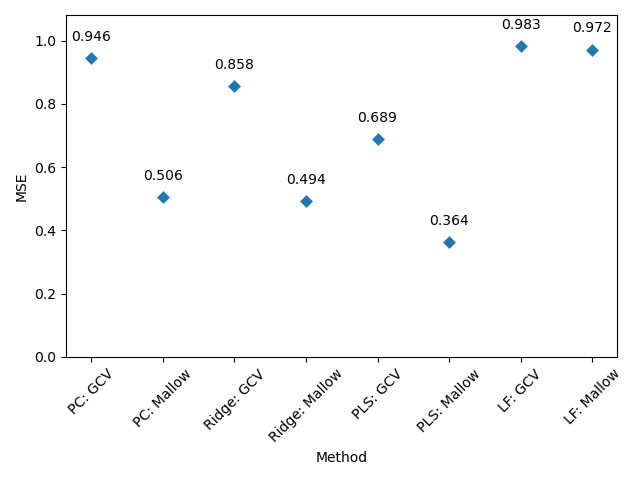 0.946
0.506
0.858
0.494
0.689
0.364
0.983
0.972
MSE
1.0
0.8
0.6
0.4
0.2
0.0
PC: GCV
PC: Mallow
Ridge: GCV
Ridge: Mallow
PLS: GCV
PLS: Mallow
LF: GCV
LF: Mallow
Method